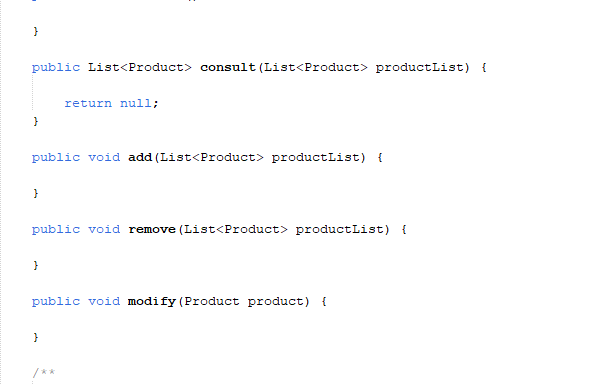 }
public List<Product> consult(List<Product> productList) {
return null;
}
public void add(List<Product> productList) {
}
public void remove(List<Product> productList) {
}
public void modify(Product product) {
}
/**